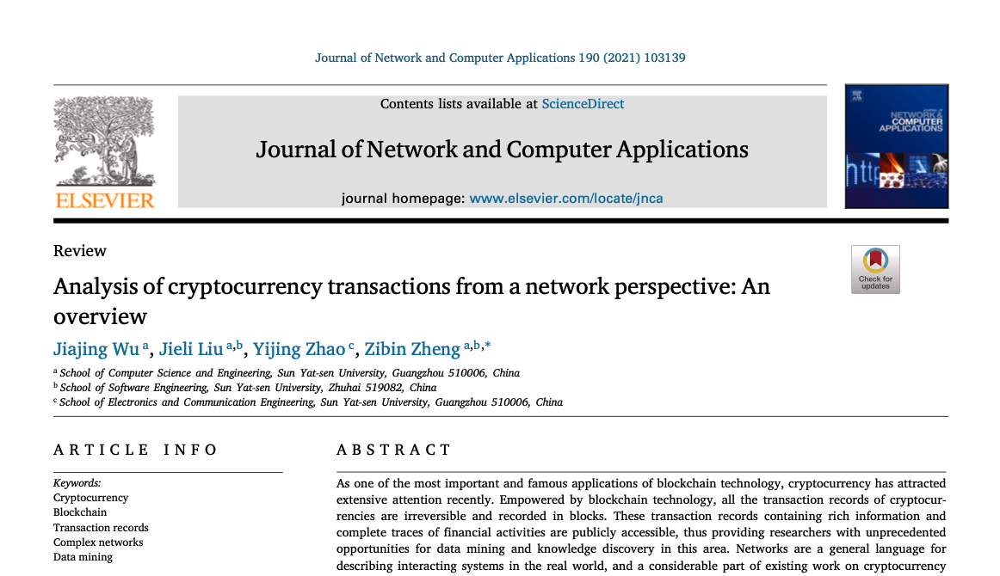 Journal of Network and Computer Applications 190 (2021) 103139
Contents lists available at ScienceDirect
Journal of Network and Computer Applications
journal homepage: www.elsevier.com/locate/jnca
ELSEVIER
NETWORK &
COMPUTER
APPLICATIONS
http
Review
Check for
updates
Analysis of cryptocurrency transactions from a network perspective: An
overview
Jiajing Wu a, Jieli Liu a,b, Yijing Zhao c, Zibin Zheng a,b,*
a School of Computer Science and Engineering, Sun Yat-sen University, Guangzhou 510006, China
b School of Software Engineering, Sun Yat-sen University, Zhuhai 519082, China
c School of Electronics and Communication Engineering, Sun Yat-sen University, Guangzhou 510006, China
ARTICLE INFO
Keywords:
Cryptocurrency
Blockchain
Transaction records
Complex networks
Data mining
ABSTRACT
As one of the most important and famous applications of blockchain technology, cryptocurrency has attracted
extensive attention recently. Empowered by blockchain technology, all the transaction records of cryptocur-
rencies are irreversible and recorded in blocks. These transaction records containing rich information and
complete traces of financial activities are publicly accessible, thus providing researchers with unprecedented
opportunities for data mining and knowledge discovery in this area. Networks are a general language for
describing interacting systems in the real world, and a considerable part of existing work on cryptocurrency